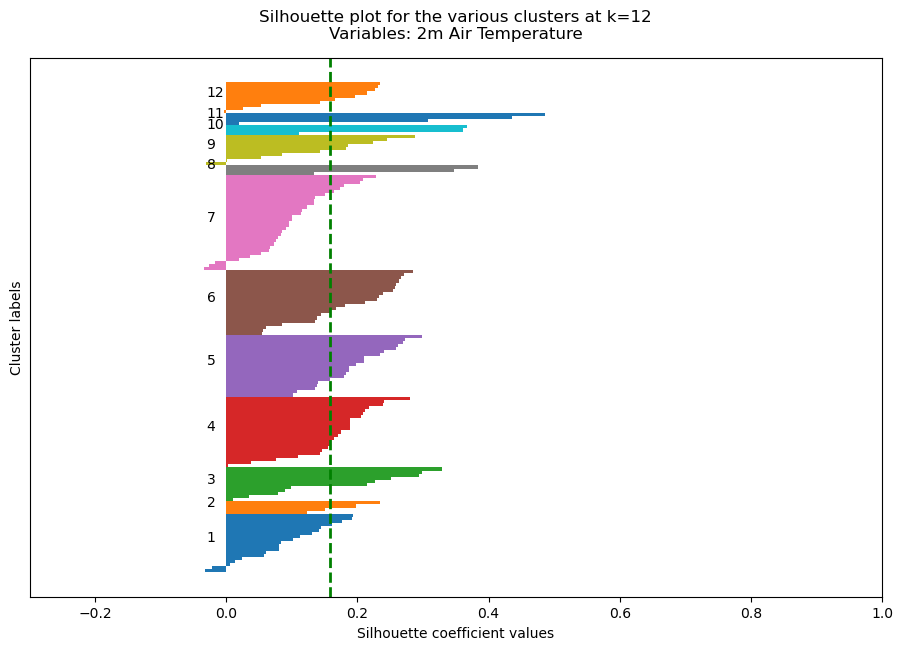 Silhouette plot for the various clusters at k=12
Variables: 2m Air Temperature
12
11
10
9
8
7
6
5
4
3
2
1
Cluster labels
−0.2 0.0 0.2 0.4 0.6 0.8 1.0
Silhouette coefficient values